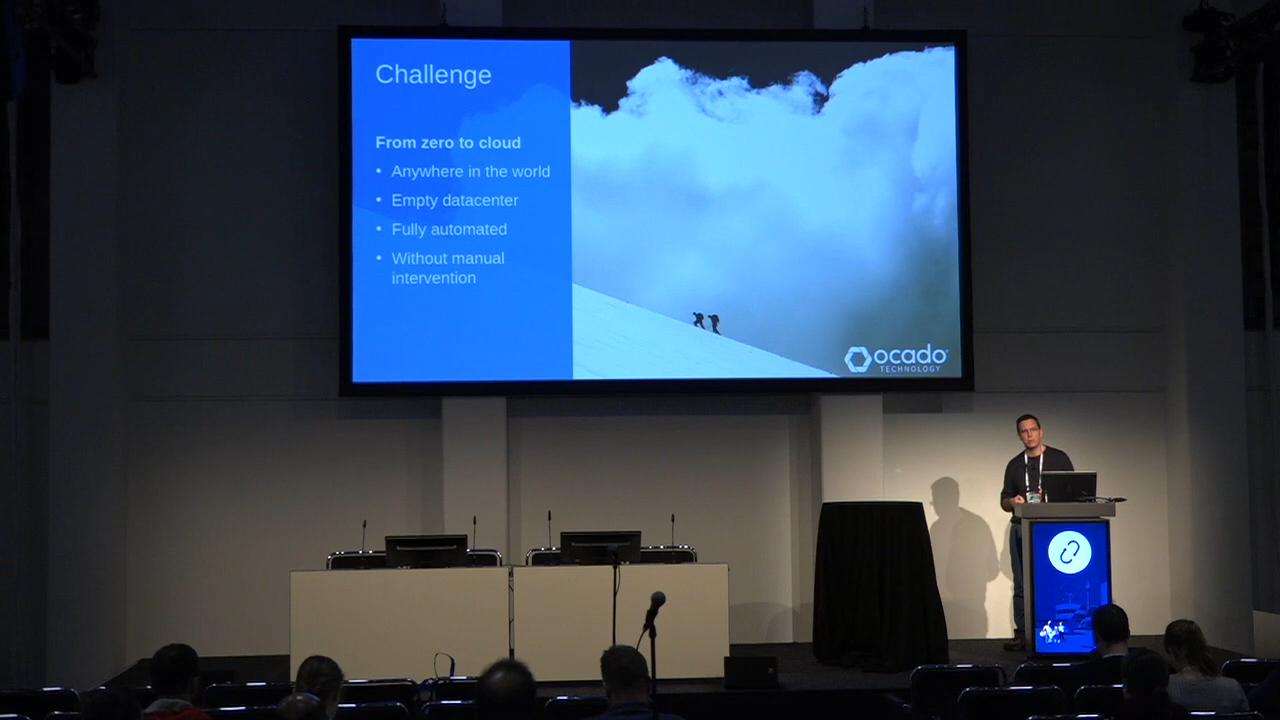 Challenge
From zero to cloud
• Anywhere in the world
• Empty datacenter
• Fully automated
• Without manual
intervention
ocado
TECHNOLOGY